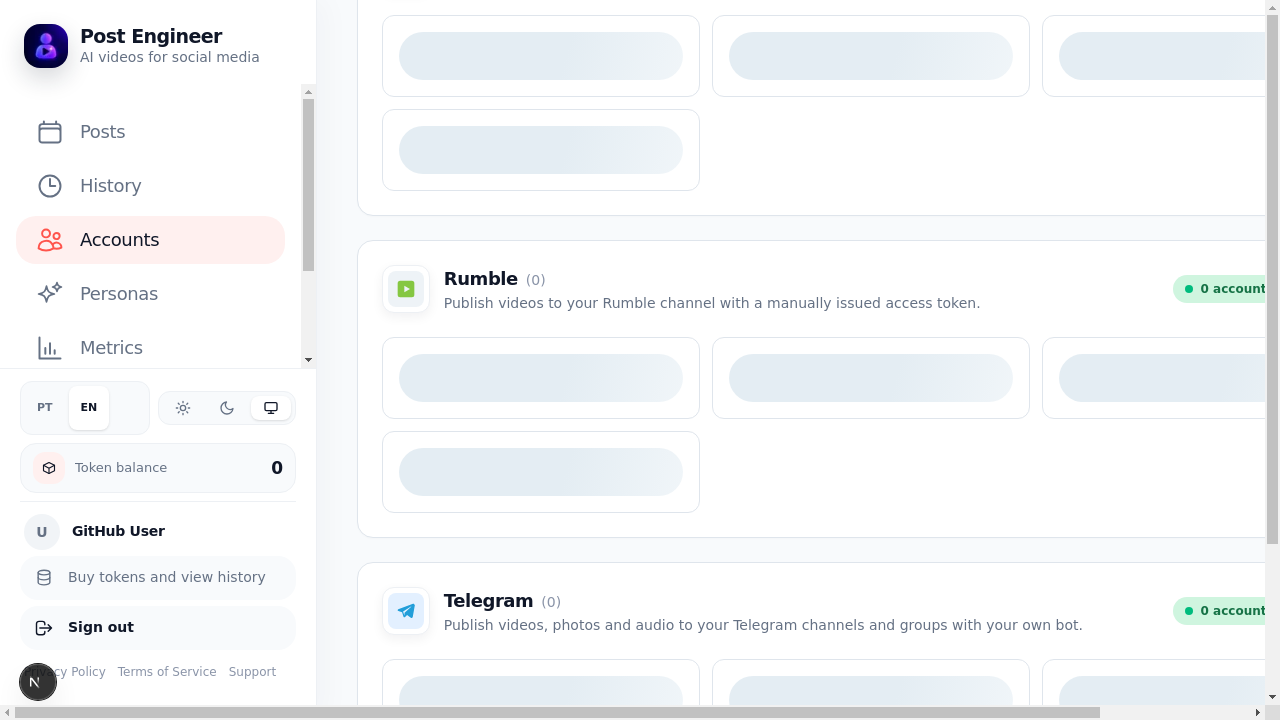 Post Engineer
AI videos for social media
Posts
History
Accounts
Personas
Metrics
PT
EN
Token balance
0
U
GitHub User
Buy tokens and view history
Sign out
Policy
Terms of Service
Support
N
Rumble (0)
Publish videos to your Rumble channel with a manually issued access token.
0 account
Telegram (0)
Publish videos, photos and audio to your Telegram channels and groups with your own bot.
0 account